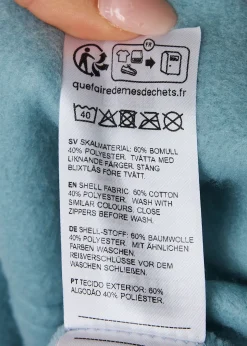 FR
quefairedemesdechets.fr
40
SV SKALMATERIAL: 60% BOMULL
40% POLYESTER. TVÄTTA MED
LIKNANDE FÄRGER. STÄNG
BLIXTLÅS FÖRE TVÄTT.
EN SHELL FABRIC: 60% COTTON
40% POLYESTER. WASH WITH
SIMILAR COLOURS. CLOSE
ZIPPERS BEFORE WASH.
DE SHELL-STOFF: 60% BAUMWOLLE
40% POLYESTER. MIT ÄHNLICHEN
FARBEN WASCHEN.
REIßVERSCHLÜSSE VOR DEM
WASCHEN SCHLIEßEN.
PT TECIDO EXTERIOR: 60%
ALGODÃO 40% POLIÉSTER.